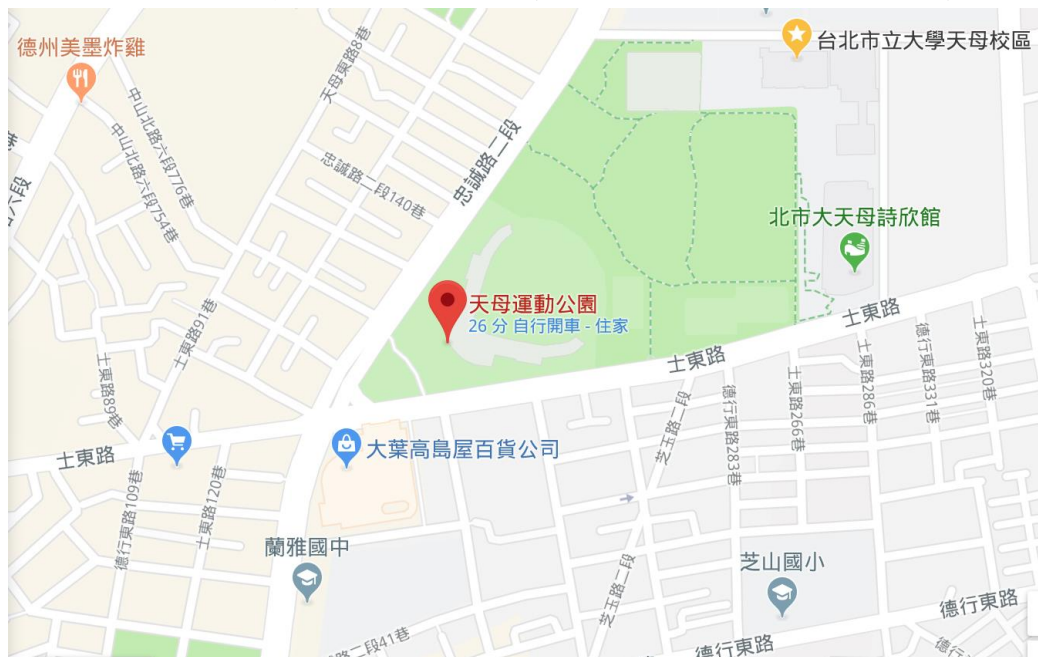 德州美墨炸雞
台北市立大學天母校區
天母東路8巷
中山北路六段776巷
中山北路六段754巷
忠誠路二段
忠誠路二段140巷
六段
北市大天母詩欣館
天母運動公園
26 分 自行開車 - 住家
士東路91巷
士東路
士東路
士東路89巷
士東路266巷
士東路286巷
德行東路331巷
士東路320巷
芝玉路二段
德行東路283巷
大葉高島屋百貨公司
士東路
德行東路109巷
士東路120巷
蘭雅國中
芝山國小
芝玉路二段
德行東路
路二段41巷
德行東路